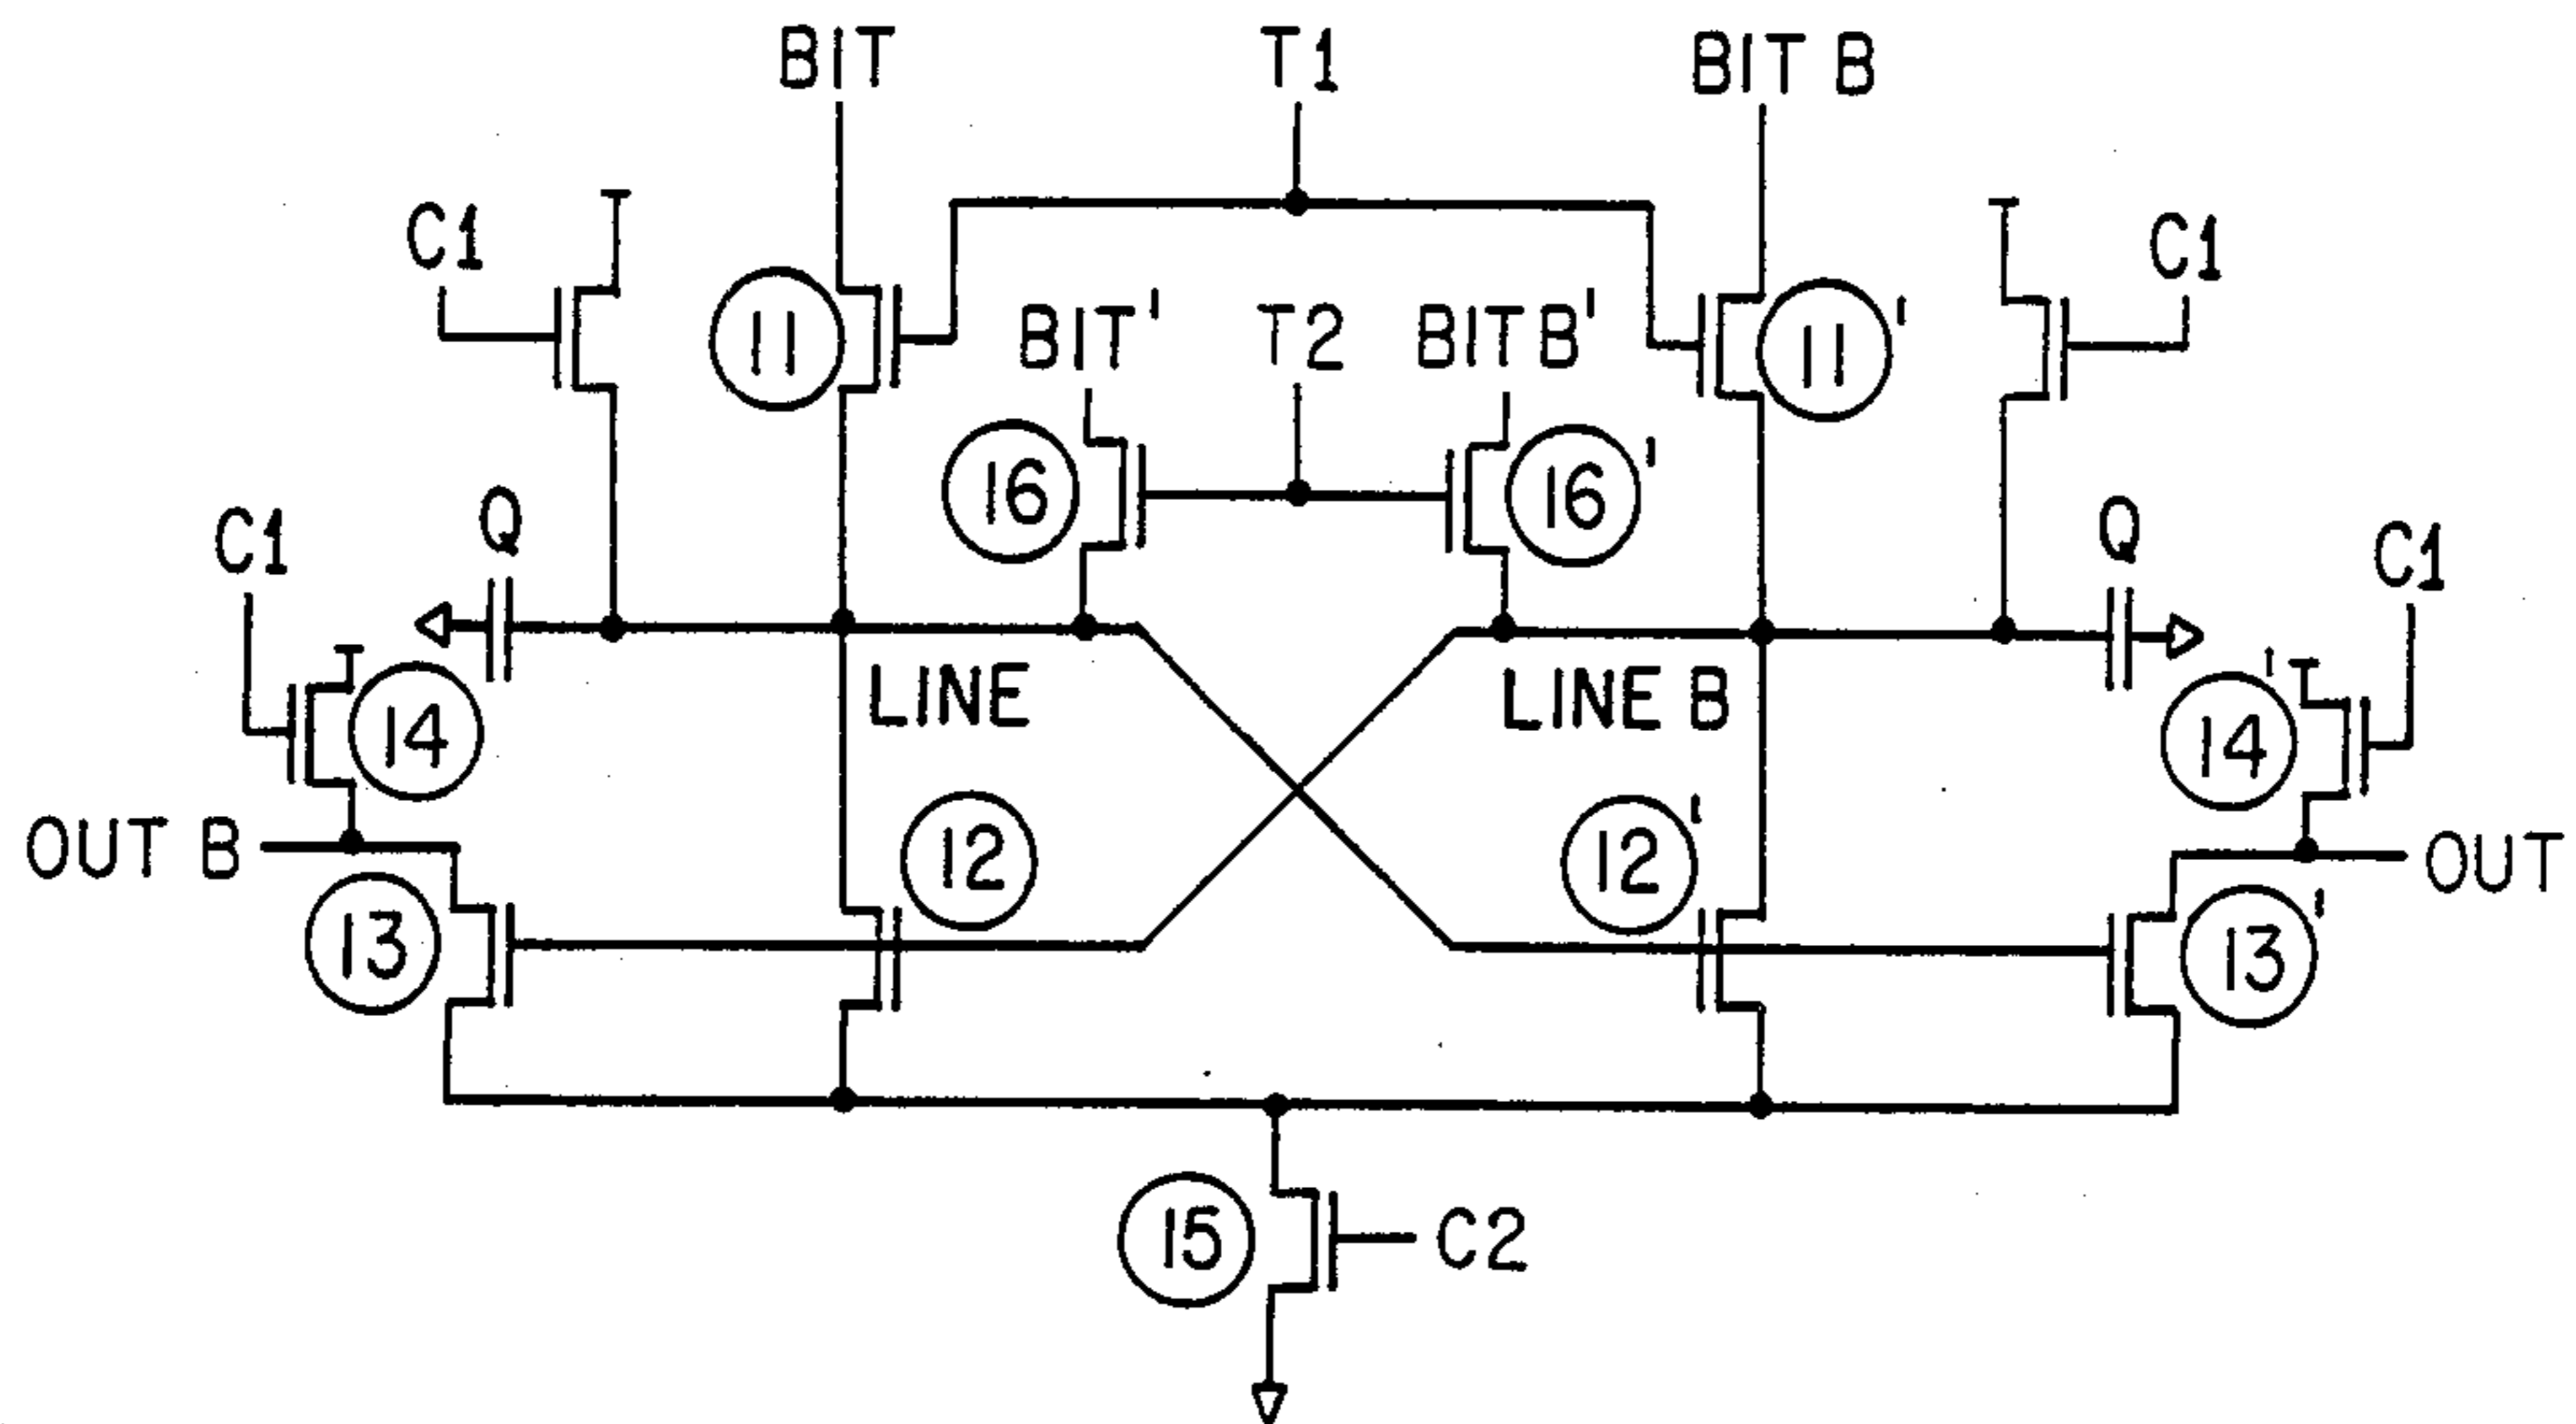 BIT T1 BIT B
C1 C1
11 11'
BIT' T2 BITB'
16 16'
C1 Q Q C1
LINE LINE B
14 14'
OUT B 12 12' OUT
13 13'
15 C2